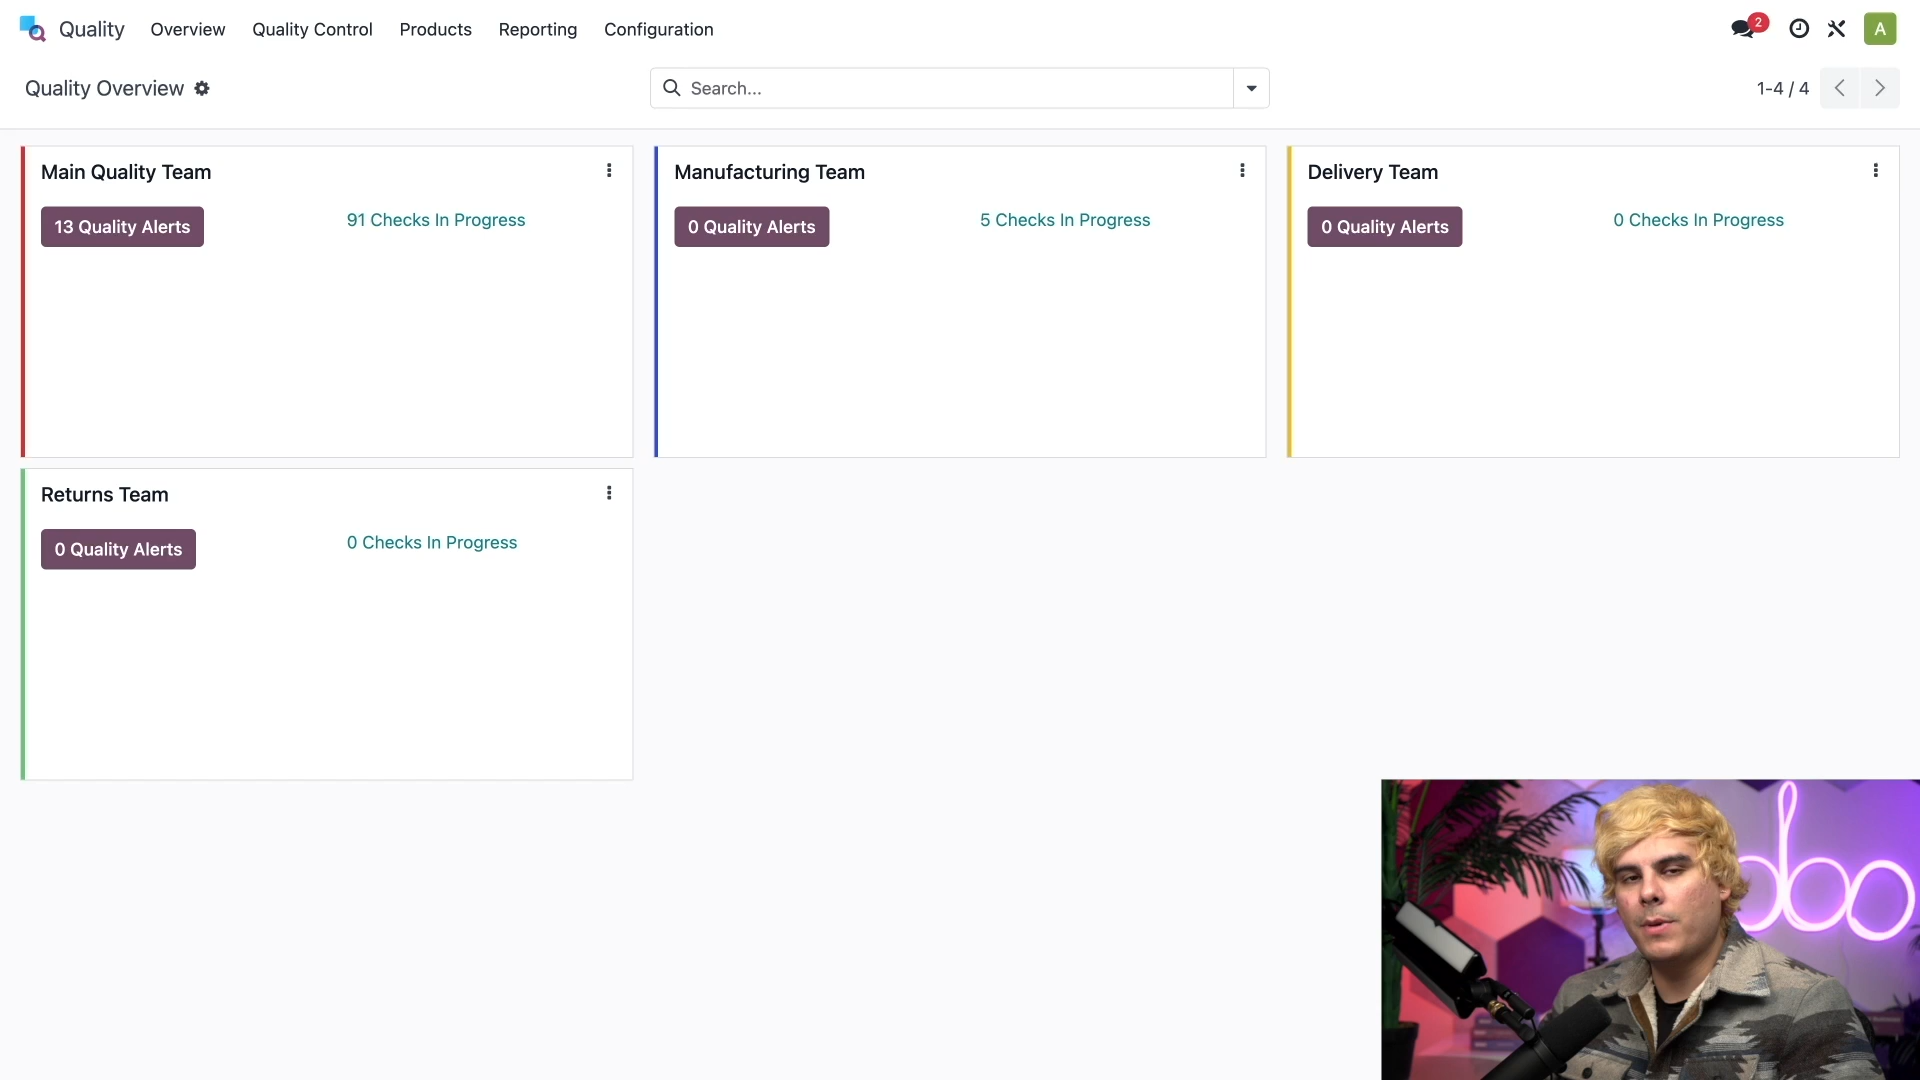 Quality Overview Quality Control Products Reporting Configuration 2 A
Quality Overview Search... 1-4 / 4
Main Quality Team
13 Quality Alerts 91 Checks In Progress
Manufacturing Team
0 Quality Alerts 5 Checks In Progress
Delivery Team
0 Quality Alerts 0 Checks In Progress
Returns Team
0 Quality Alerts 0 Checks In Progress